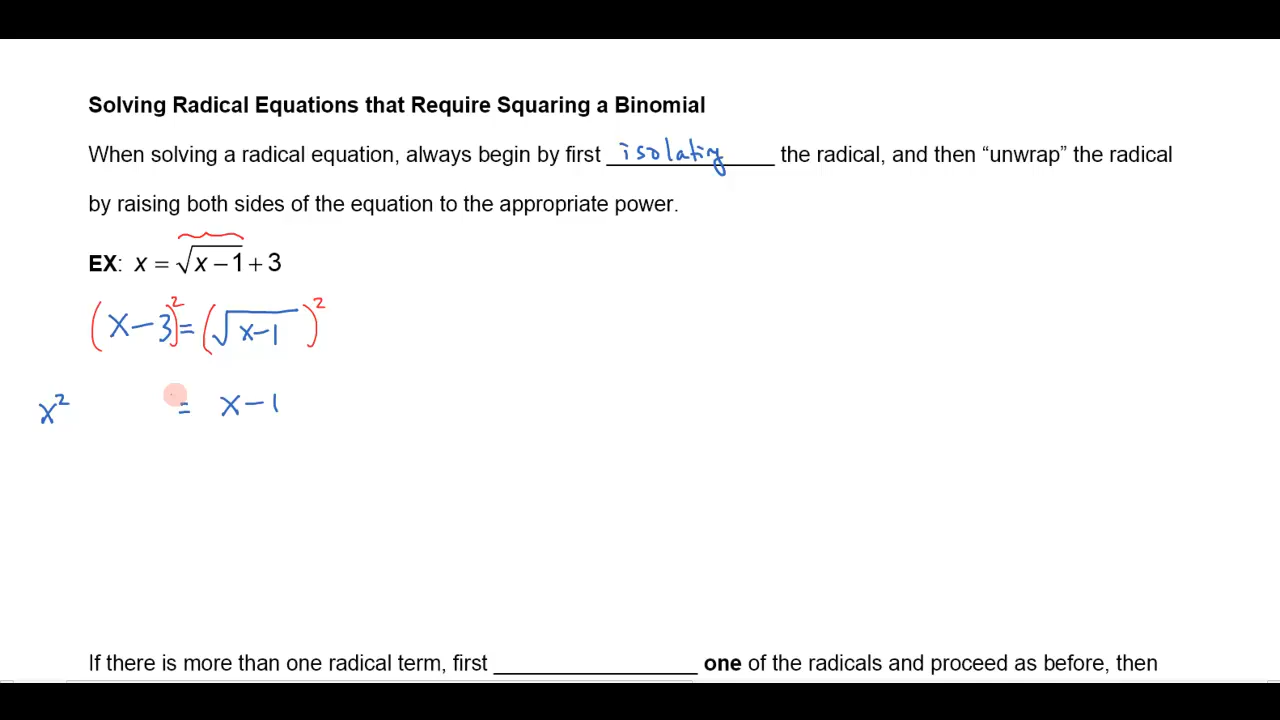 Solving Radical Equations that Require Squaring a Binomial
When solving a radical equation, always begin by first isolating the radical, and then “unwrap” the radical
by raising both sides of the equation to the appropriate power.
EX: x = √(x − 1) + 3
(x − 3)² = (√(x − 1))²
x² = x − 1
If there is more than one radical term, first _________________ one of the radicals and proceed as before, then